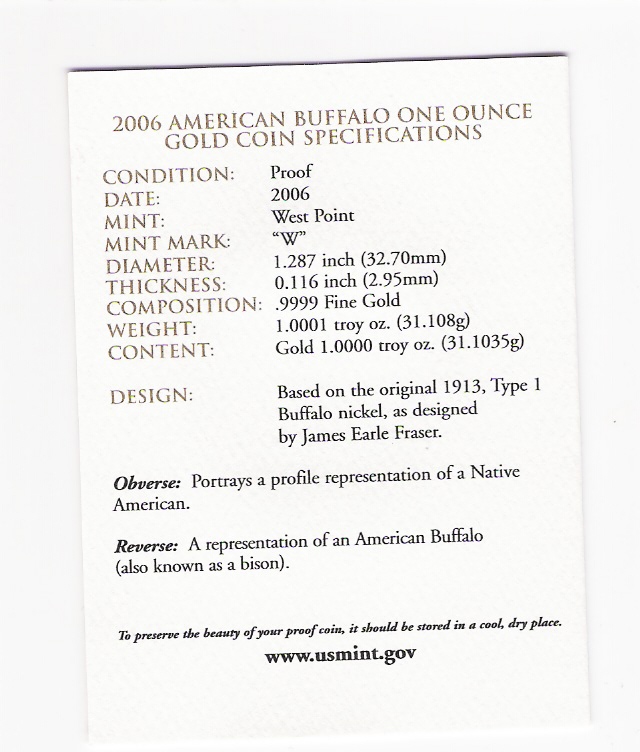 2006 AMERICAN BUFFALO ONE OUNCE
GOLD COIN SPECIFICATIONS
CONDITION: Proof
DATE: 2006
MINT: West Point
MINT MARK: “W”
DIAMETER: 1.287 inch (32.70mm)
THICKNESS: 0.116 inch (2.95mm)
COMPOSITION: .9999 Fine Gold
WEIGHT: 1.0001 troy oz. (31.108g)
CONTENT: Gold 1.0000 troy oz. (31.1035g)
DESIGN: Based on the original 1913, Type 1
Buffalo nickel, as designed
by James Earle Fraser.
Obverse: Portrays a profile representation of a Native
American.
Reverse: A representation of an American Buffalo
(also known as a bison).
To preserve the beauty of your proof coin, it should be stored in a cool, dry place.
www.usmint.gov